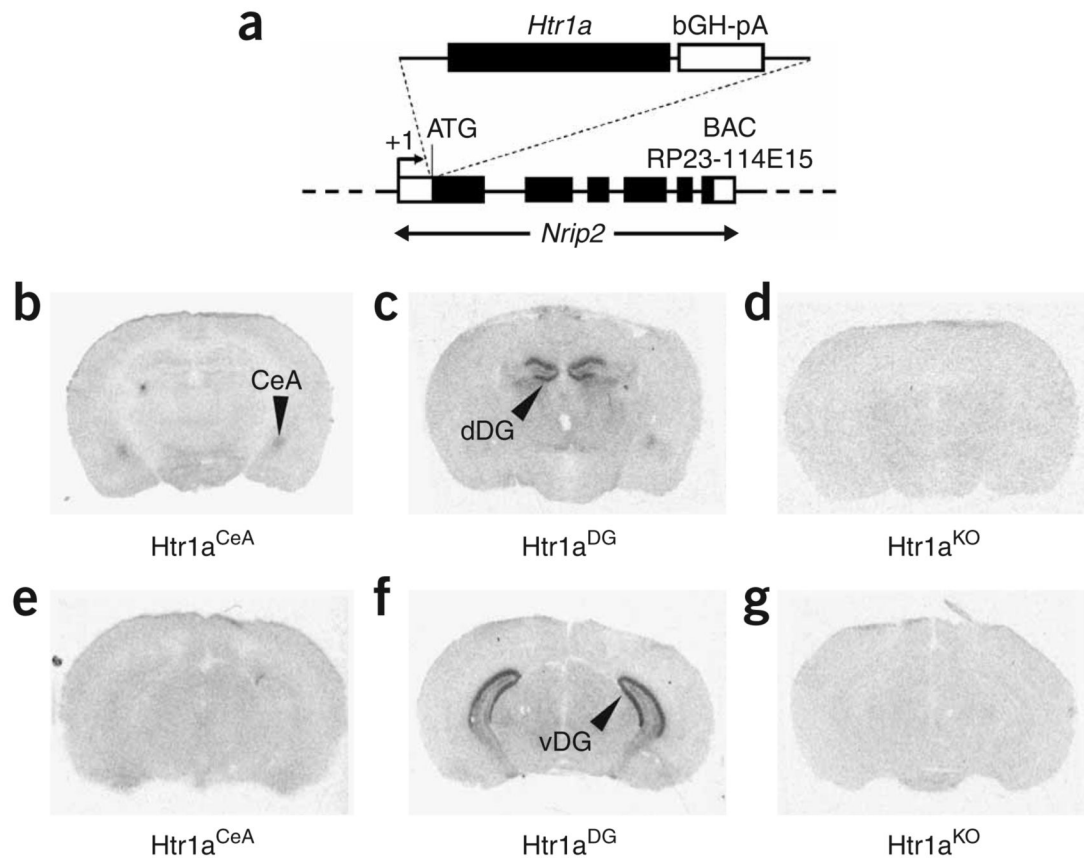 a
Htr1a
bGH-pA
+1
ATG
BAC
RP23-114E15
Nrip2
b
CeA
Htr1a^CeA
c
dDG
Htr1a^DG
d
Htr1a^KO
e
Htr1a^CeA
f
vDG
Htr1a^DG
g
Htr1a^KO